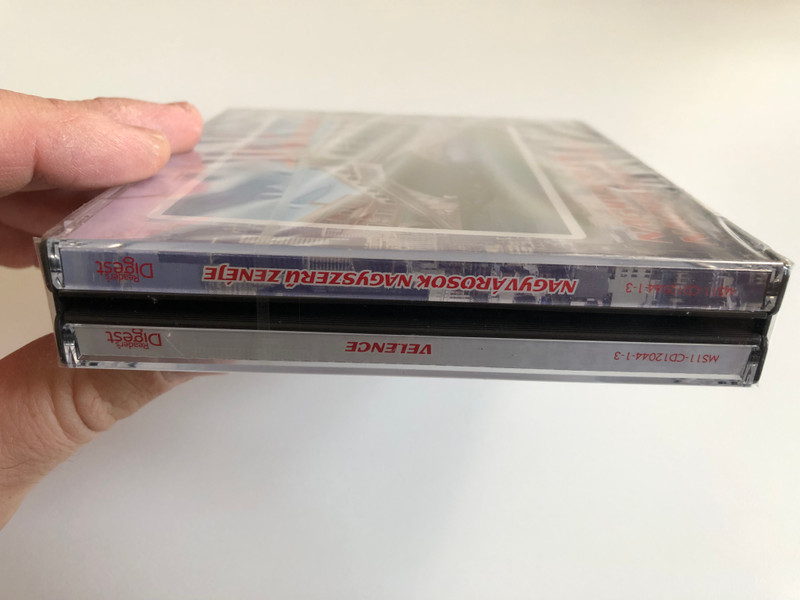 Reader's
Digest
NAGYVÁROSOK NAGYSZERŰ ZENÉJE
Reader's
Digest
VELENCE
MS11-CD12044-1-3